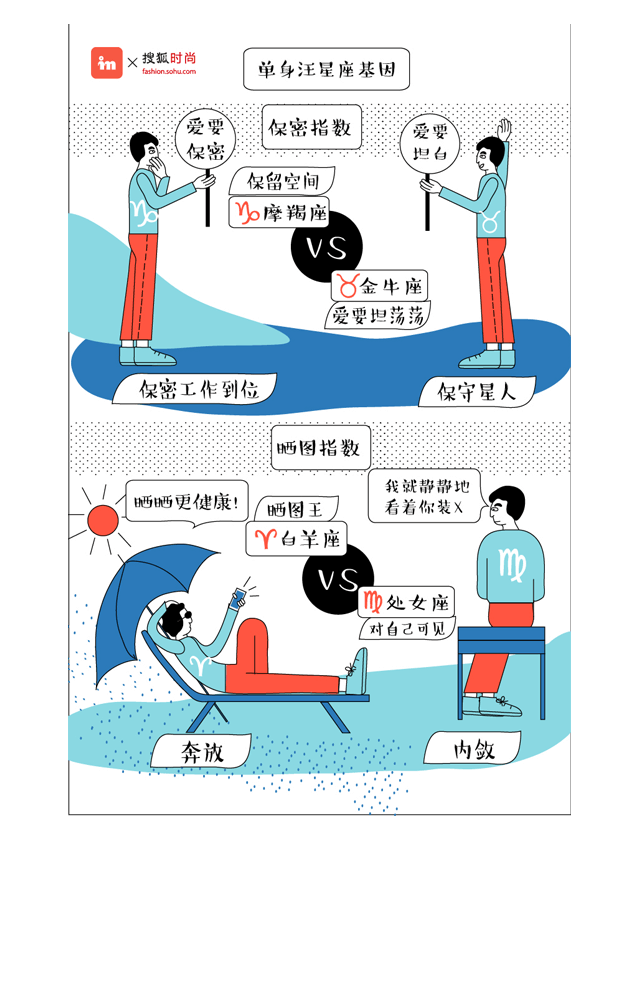 in × 搜狐时尚
fashion.sohu.com
单身汪星座基因
保密指数
爱要
保密
爱要
坦白
保留空间
摩羯座
VS
金牛座
爱要坦荡荡
保密工作到位
保守星人
晒图指数
晒晒更健康!
晒图王
白羊座
我就静静地
看着你装X
VS
处女座
对自己可见
奔放
内敛